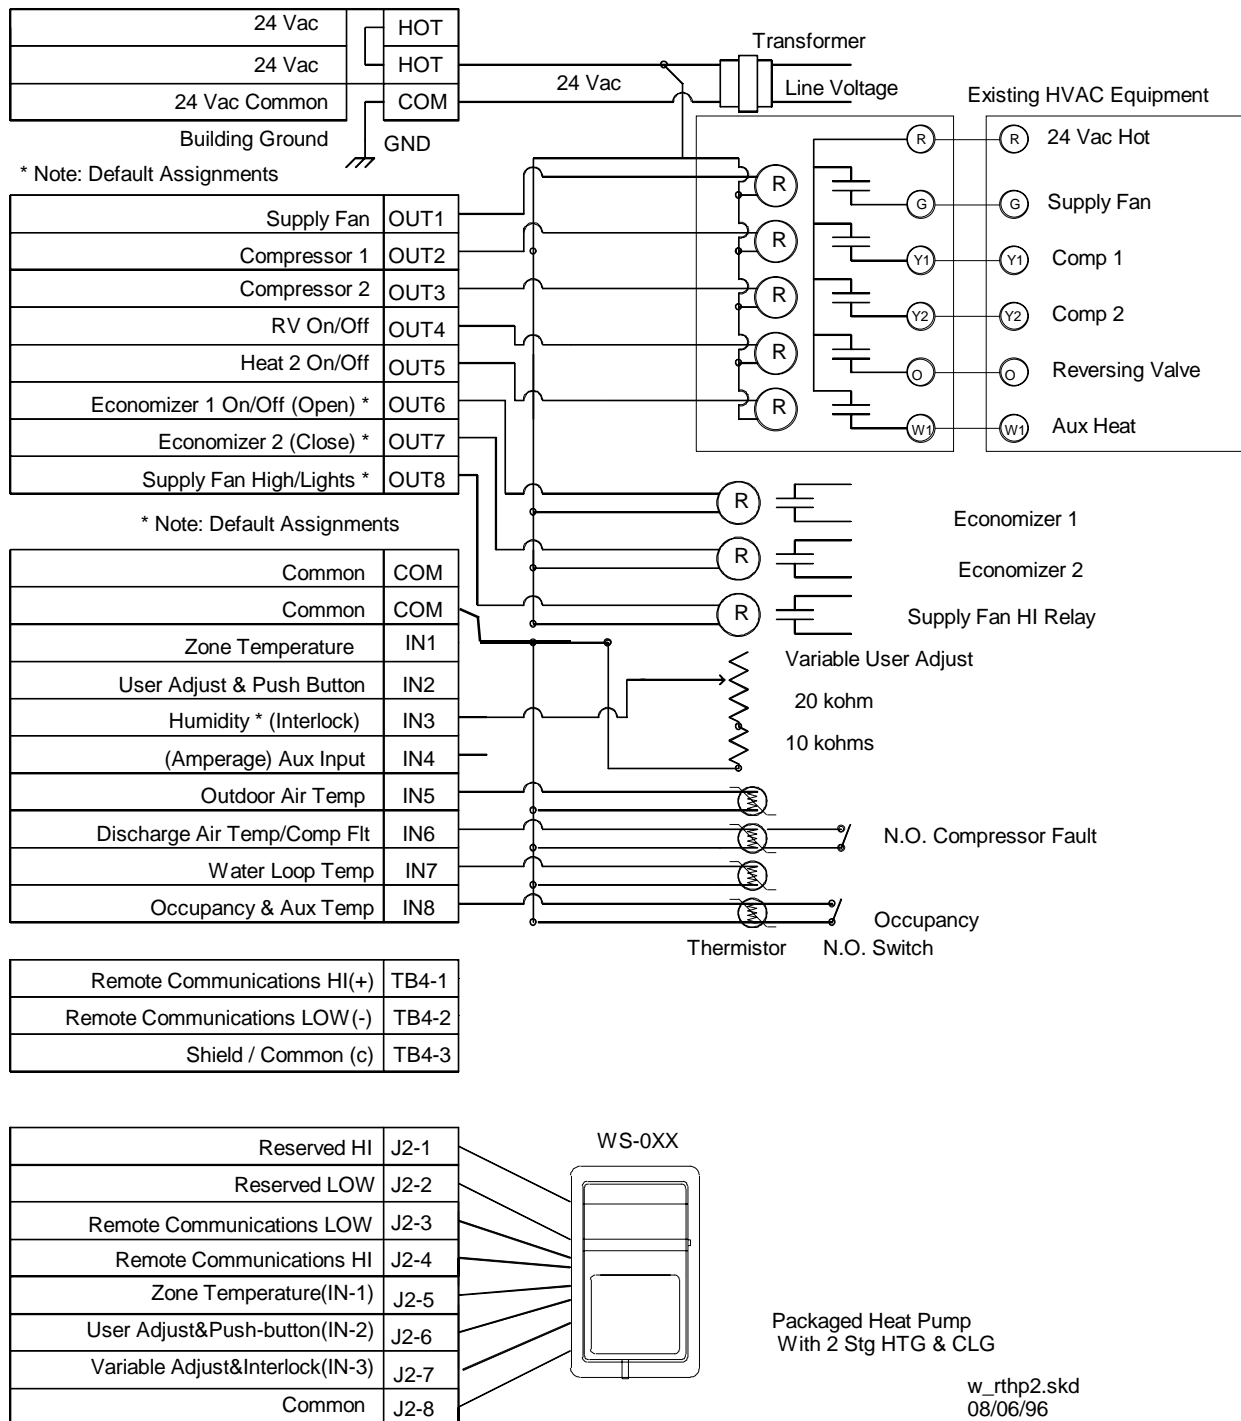 24 Vac HOT
24 Vac HOT
24 Vac Common COM
Building Ground GND
24 Vac
Transformer
Line Voltage
* Note: Default Assignments
Supply Fan OUT1
Compressor 1 OUT2
Compressor 2 OUT3
RV On/Off OUT4
Heat 2 On/Off OUT5
Economizer 1 On/Off (Open) * OUT6
Economizer 2 (Close) * OUT7
Supply Fan High/Lights * OUT8
Existing HVAC Equipment
R R R 24 Vac Hot
R G G Supply Fan
R Y1 Y1 Comp 1
R Y2 Y2 Comp 2
R O O Reversing Valve
W1 W1 Aux Heat
R Economizer 1
R Economizer 2
R Supply Fan HI Relay
* Note: Default Assignments
Common COM
Common COM
Zone Temperature IN1
User Adjust & Push Button IN2
Humidity * (Interlock) IN3
(Amperage) Aux Input IN4
Outdoor Air Temp IN5
Discharge Air Temp/Comp Flt IN6
Water Loop Temp IN7
Occupancy & Aux Temp IN8
Variable User Adjust
20 kohm
10 kohms
N.O. Compressor Fault
Occupancy
Thermistor N.O. Switch
Remote Communications HI(+) TB4-1
Remote Communications LOW(-) TB4-2
Shield / Common (c) TB4-3
Reserved HI J2-1
Reserved LOW J2-2
Remote Communications LOW J2-3
Remote Communications HI J2-4
Zone Temperature(IN-1) J2-5
User Adjust&Push-button(IN-2) J2-6
Variable Adjust&Interlock(IN-3) J2-7
Common J2-8
WS-0XX
Packaged Heat Pump
With 2 Stg HTG & CLG
w_rthp2.skd
08/06/96